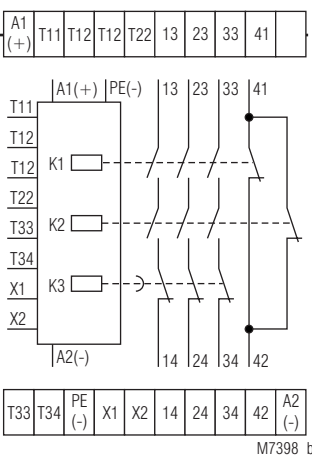 A1 (+) T11 T12 T12 T22 13 23 33 41
A1(+) PE(-) 13 23 33 41
T11
T12
T12
K1
T22
K2
T33
T34
K3
X1
X2
A2(-) 14 24 34 42
T33 T34 PE (-) X1 X2 14 24 34 42 A2 (-)
M7398 b